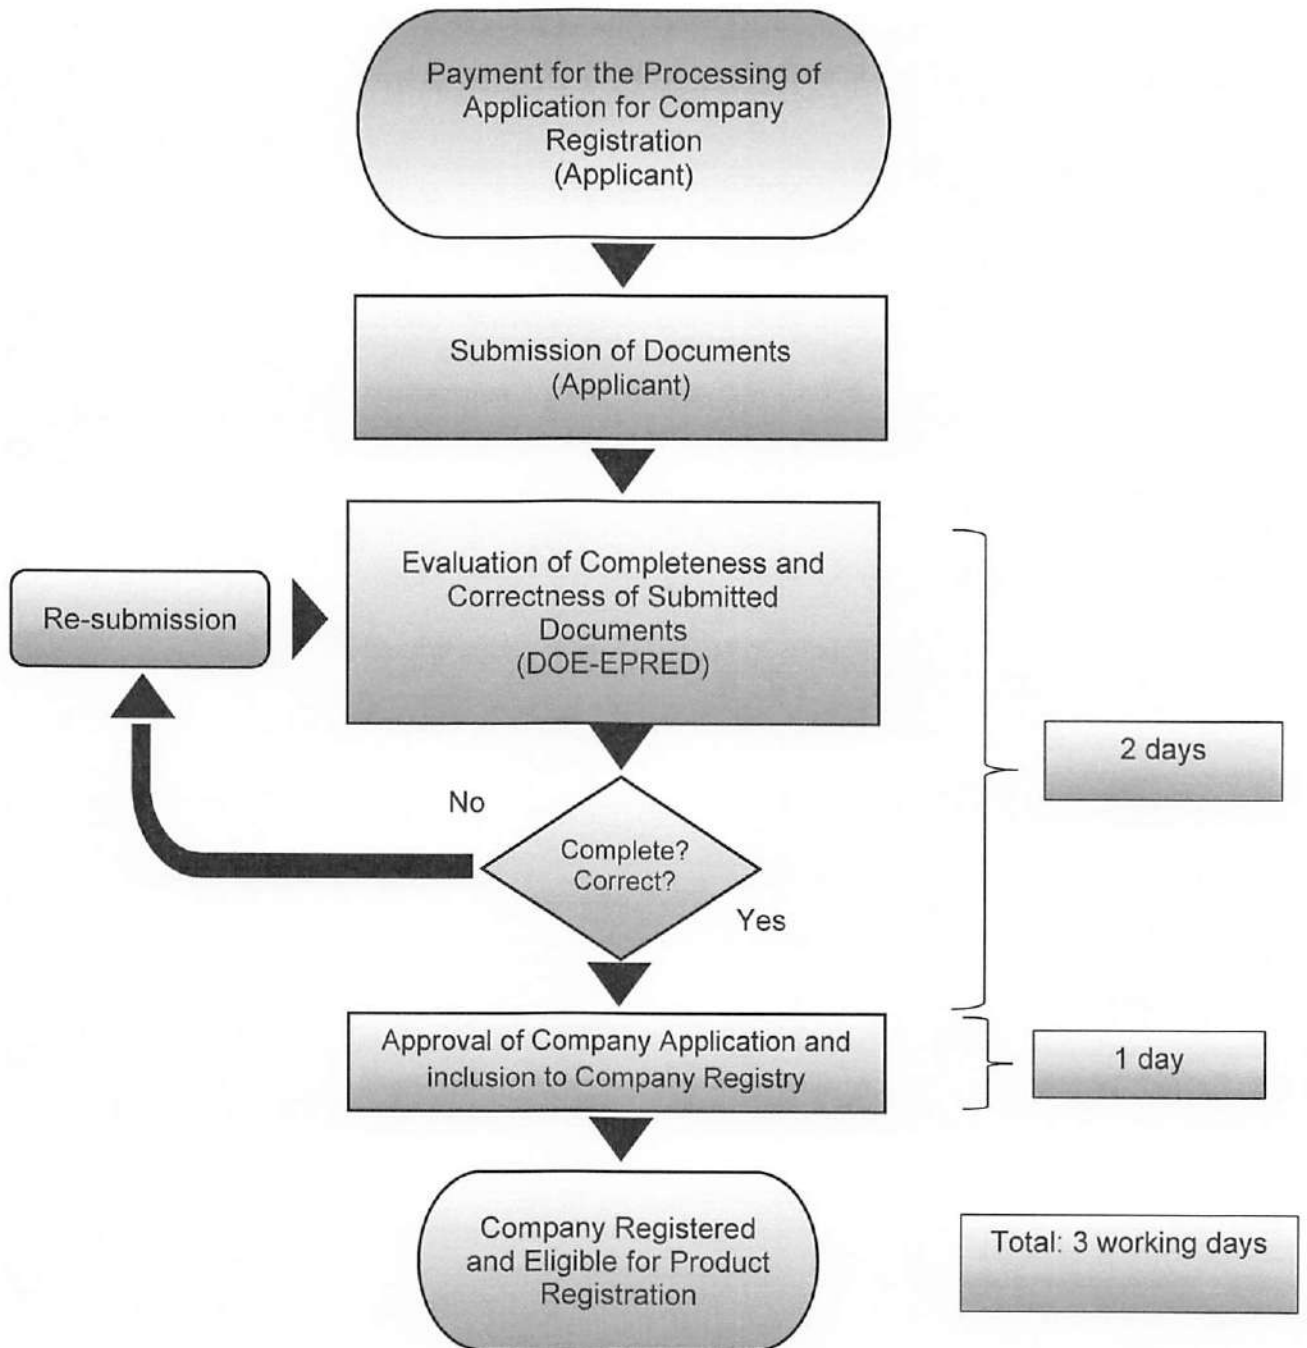 Payment for the Processing of
Application for Company
Registration
(Applicant)
Submission of Documents
(Applicant)
Evaluation of Completeness and
Correctness of Submitted
Documents
(DOE-EPRED)
Re-submission
2 days
No
Complete?
Correct?
Yes
Approval of Company Application and
inclusion to Company Registry
1 day
Company Registered
and Eligible for Product
Registration
Total: 3 working days